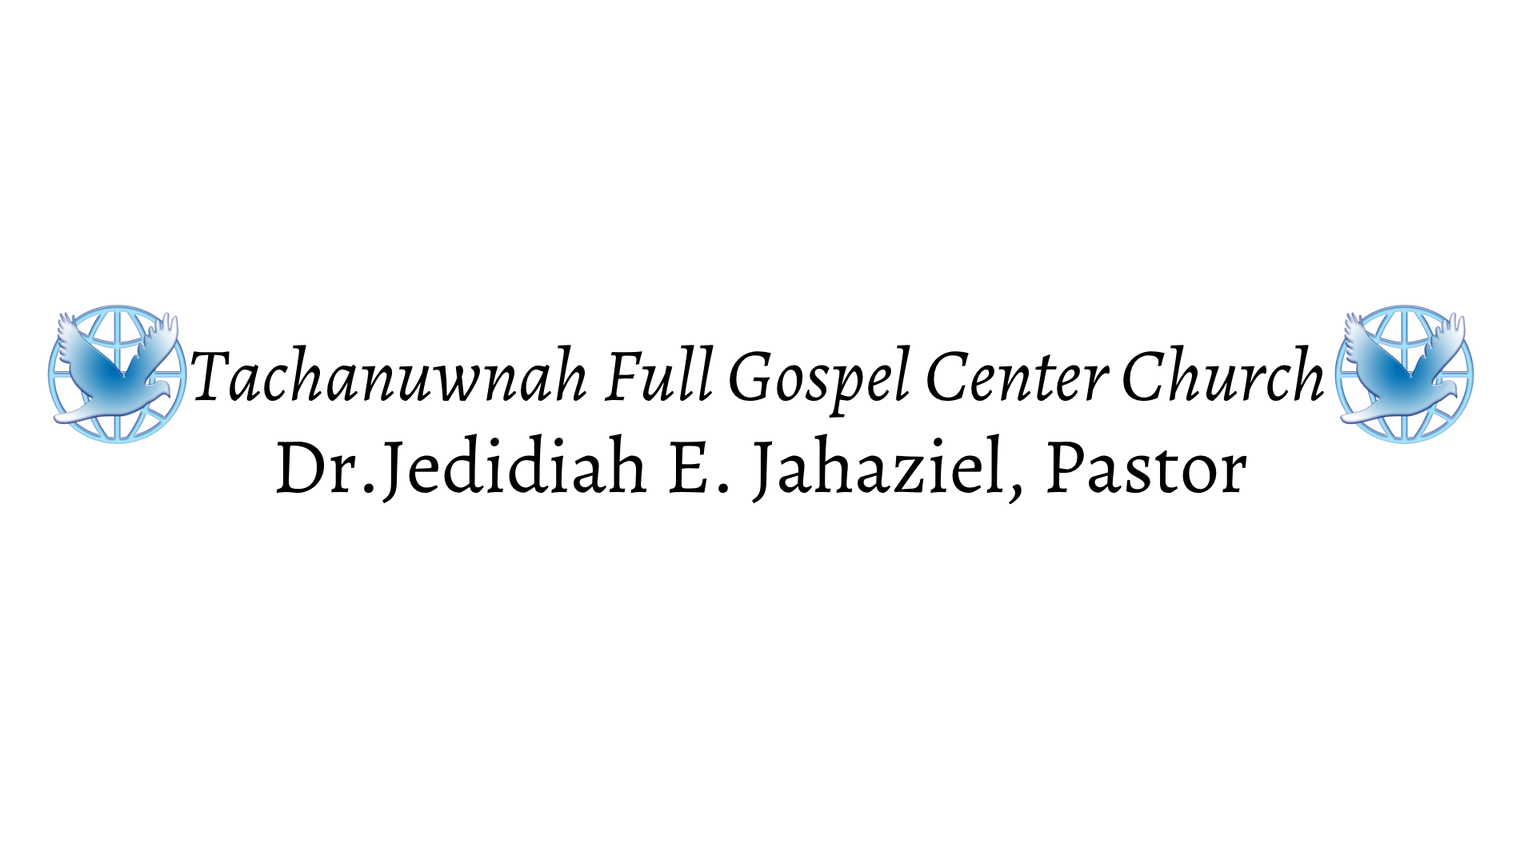 Tachanuwnah Full Gospel Center Church
Dr.Jedidiah E. Jahaziel, Pastor